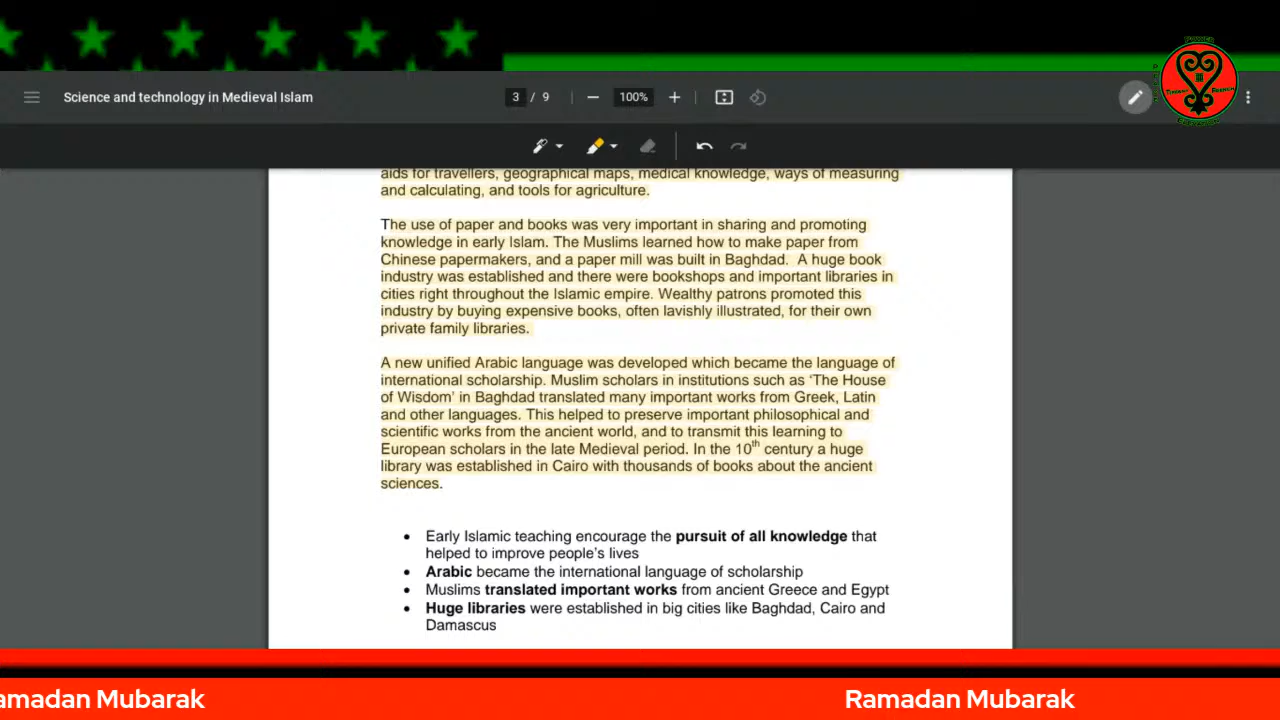 Science and technology in Medieval Islam
3 / 9
100%
aids for travellers, geographical maps, medical knowledge, ways of measuring
and calculating, and tools for agriculture.
The use of paper and books was very important in sharing and promoting
knowledge in early Islam. The Muslims learned how to make paper from
Chinese papermakers, and a paper mill was built in Baghdad. A huge book
industry was established and there were bookshops and important libraries in
cities right throughout the Islamic empire. Wealthy patrons promoted this
industry by buying expensive books, often lavishly illustrated, for their own
private family libraries.
A new unified Arabic language was developed which became the language of
international scholarship. Muslim scholars in institutions such as ‘The House
of Wisdom’ in Baghdad translated many important works from Greek, Latin
and other languages. This helped to preserve important philosophical and
scientific works from the ancient world, and to transmit this learning to
European scholars in the late Medieval period. In the 10th century a huge
library was established in Cairo with thousands of books about the ancient
sciences.
• Early Islamic teaching encourage the pursuit of all knowledge that
helped to improve people’s lives
• Arabic became the international language of scholarship
• Muslims translated important works from ancient Greece and Egypt
• Huge libraries were established in big cities like Baghdad, Cairo and
Damascus
amadan Mubarak
Ramadan Mubarak